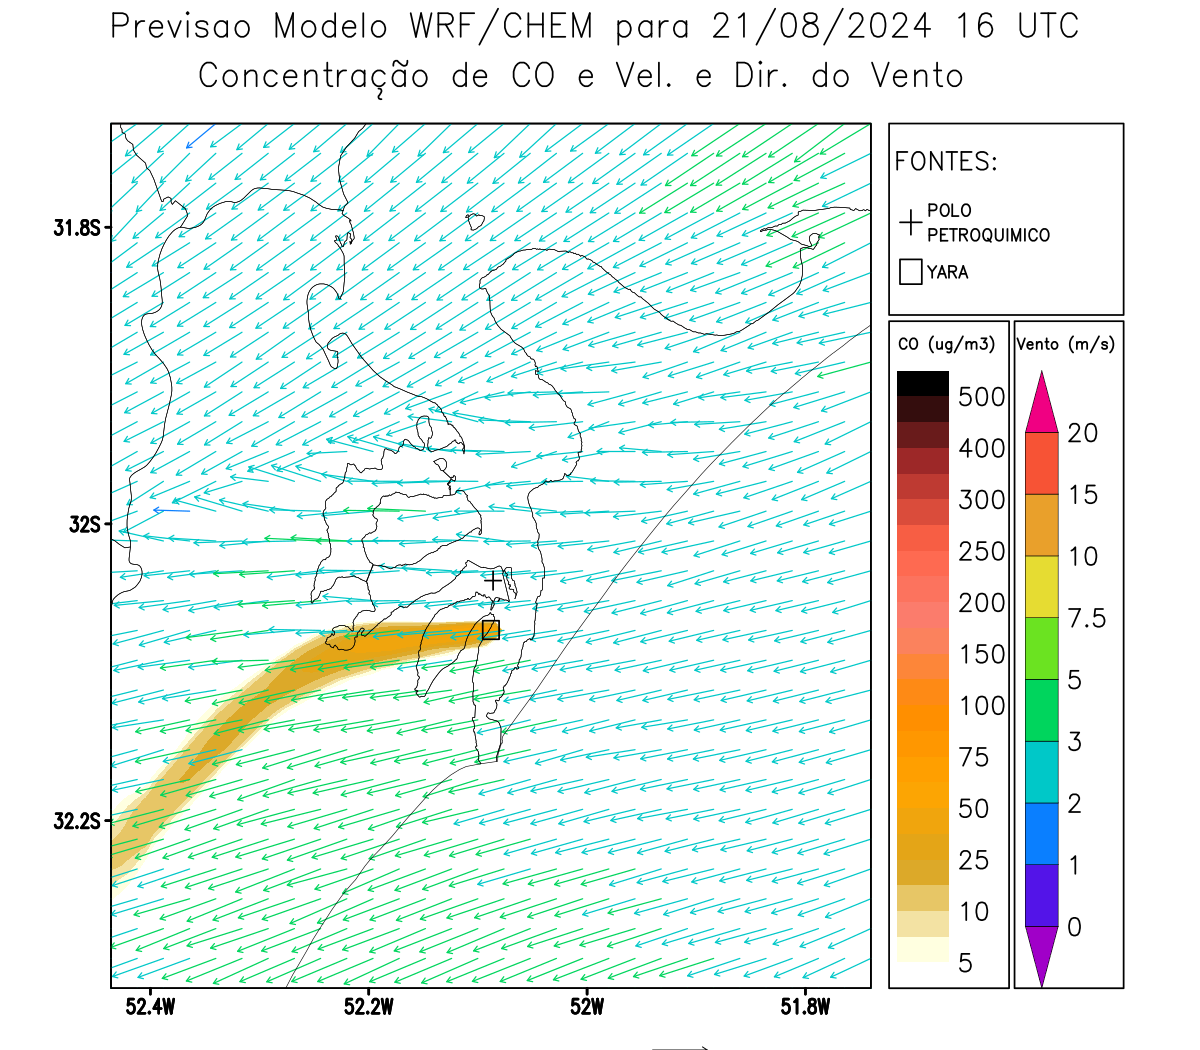 Previsao Modelo WRF/CHEM para 21/08/2024 16 UTC
Concentração de CO e Vel. e Dir. do Vento
FONTES:
POLO
PETROQUIMICO
YARA
31.8S
32S
32.2S
52.4W
52.2W
52W
51.8W
CO (ug/m3)
500
400
300
250
200
150
100
75
50
25
10
5
Vento (m/s)
20
15
10
7.5
5
3
2
1
0